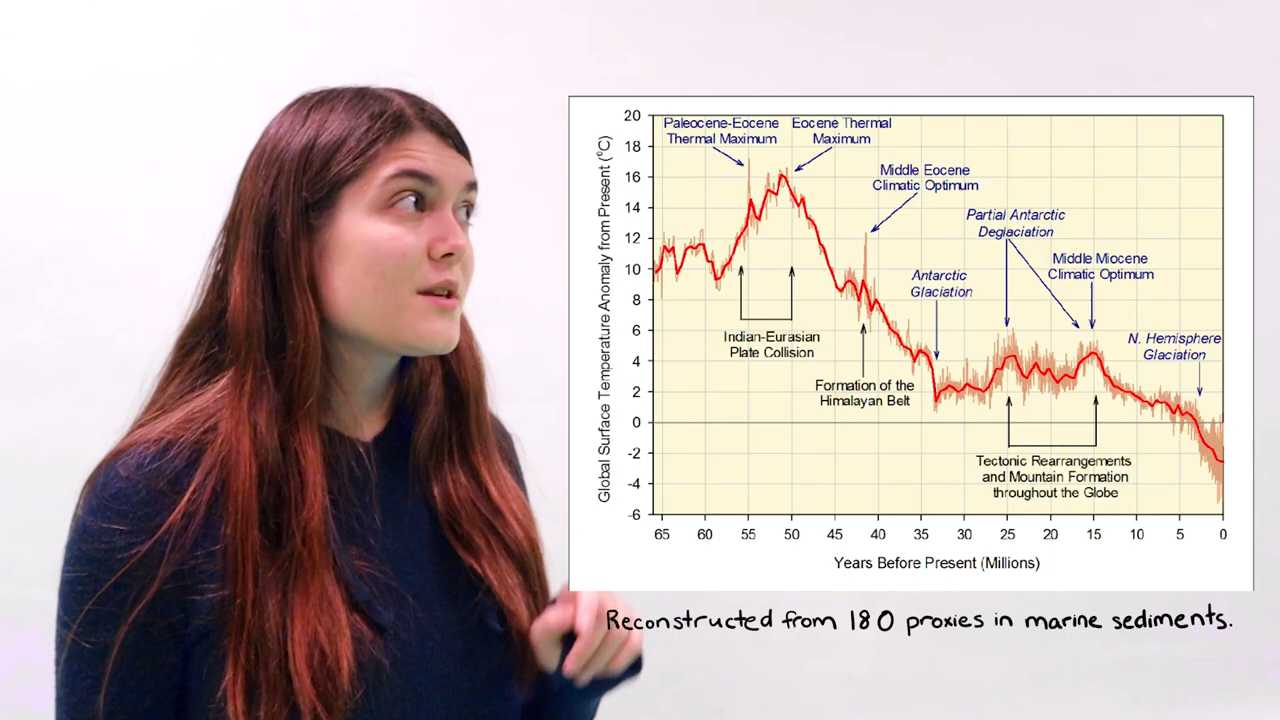 Global Surface Temperature Anomaly from Present (°C)
20
18
16
14
12
10
8
6
4
2
0
-2
-4
-6
Paleocene-Eocene
Thermal Maximum
Eocene Thermal
Maximum
Middle Eocene
Climatic Optimum
Partial Antarctic
Deglaciation
Middle Miocene
Climatic Optimum
Antarctic
Glaciation
N. Hemisphere
Glaciation
Indian-Eurasian
Plate Collision
Formation of the
Himalayan Belt
Tectonic Rearrangements
and Mountain Formation
throughout the Globe
65 60 55 50 45 40 35 30 25 20 15 10 5 0
Years Before Present (Millions)
Reconstructed from 180 proxies in marine sediments.